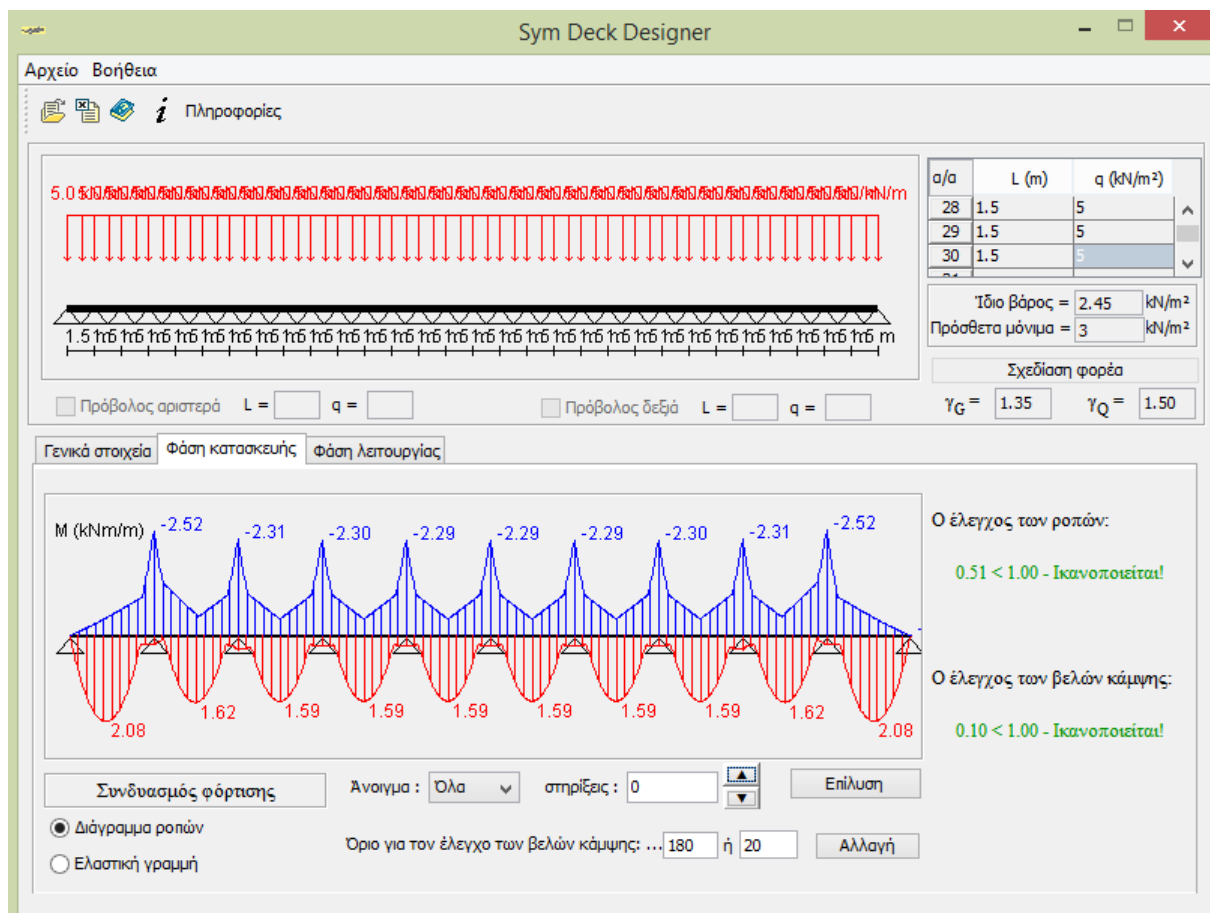 Sym Deck Designer
Αρχείο Βοήθεια
i Πληροφορίες
5.0 kN/m
1.5 m
α/α L (m) q (kN/m²)
28 1.5 5
29 1.5 5
30 1.5 5
Ίδιο βάρος = 2.45 kN/m²
Πρόσθετα μόνιμα = 3 kN/m²
Σχεδίαση φορέα
Πρόβολος αριστερά L = q =
Πρόβολος δεξιά L = q =
γG = 1.35 γQ = 1.50
Γενικά στοιχεία Φάση κατασκευής Φάση λειτουργίας
M (kNm/m) -2.52 -2.31 -2.30 -2.29 -2.29 -2.29 -2.30 -2.31 -2.52
2.08 1.62 1.59 1.59 1.59 1.59 1.59 1.59 1.62 2.08
Ο έλεγχος των ροπών:
0.51 < 1.00 - Ικανοποιείται!
Ο έλεγχος των βελών κάμψης:
0.10 < 1.00 - Ικανοποιείται!
Συνδυασμός φόρτισης
Άνοιγμα : Όλα στηρίξεις : 0 Επίλυση
Διάγραμμα ροπών
Ελαστική γραμμή
Όριο για τον έλεγχο των βελών κάμψης: ... 180 ή 20 Αλλαγή